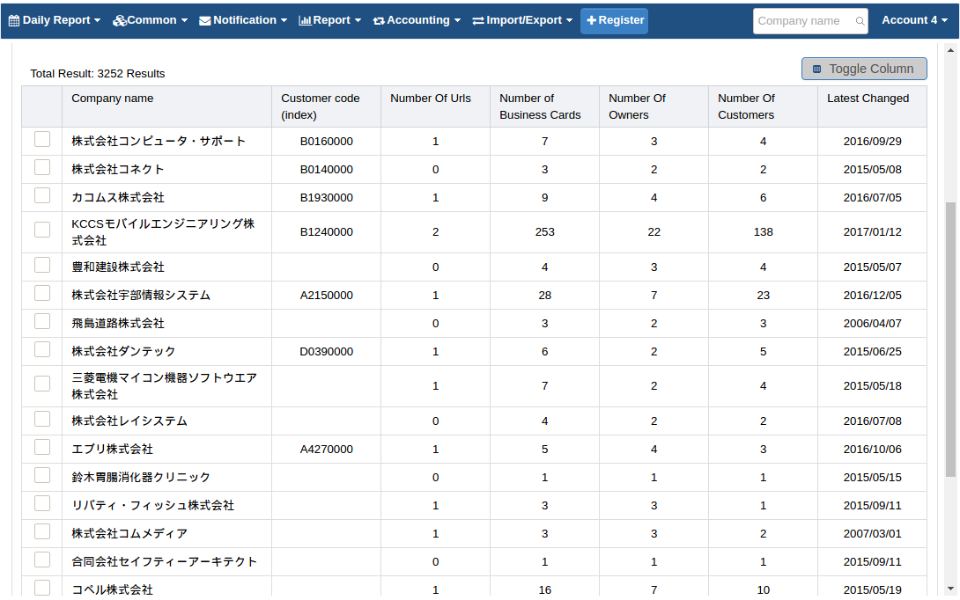 Daily Report Common Notification Report Accounting Import/Export Register Company name Account 4
Total Result: 3252 Results Toggle Column
Company name Customer code (index) Number Of Urls Number of Business Cards Number Of Owners Number Of Customers Latest Changed
株式会社コンピュータ・サポート B0160000 1 7 3 4 2016/09/29
株式会社コネクト B0140000 0 3 2 2 2015/05/08
カコムス株式会社 B1930000 1 9 4 6 2016/07/05
KCCSモバイルエンジニアリング株式会社 B1240000 2 253 22 138 2017/01/12
豊和建設株式会社 0 4 3 4 2015/05/07
株式会社宇部情報システム A2150000 1 28 7 23 2016/12/05
飛島道路株式会社 0 3 2 3 2006/04/07
株式会社ダンテック D0390000 1 6 2 5 2015/06/25
三菱電機マイコン機器ソフトウエア株式会社 1 7 2 4 2015/05/18
株式会社レイシステム 0 4 2 2 2016/07/08
エブリ株式会社 A4270000 1 5 4 3 2016/10/06
鈴木胃腸消化器クリニック 0 1 1 1 2015/05/15
リバティ・フィッシュ株式会社 1 3 3 1 2015/09/11
株式会社コムメディア 1 3 3 2 2007/03/01
合同会社セイフティーアーキテクト 0 1 1 1 2015/09/11
コベル株式会社 1 16 7 10 2015/05/19